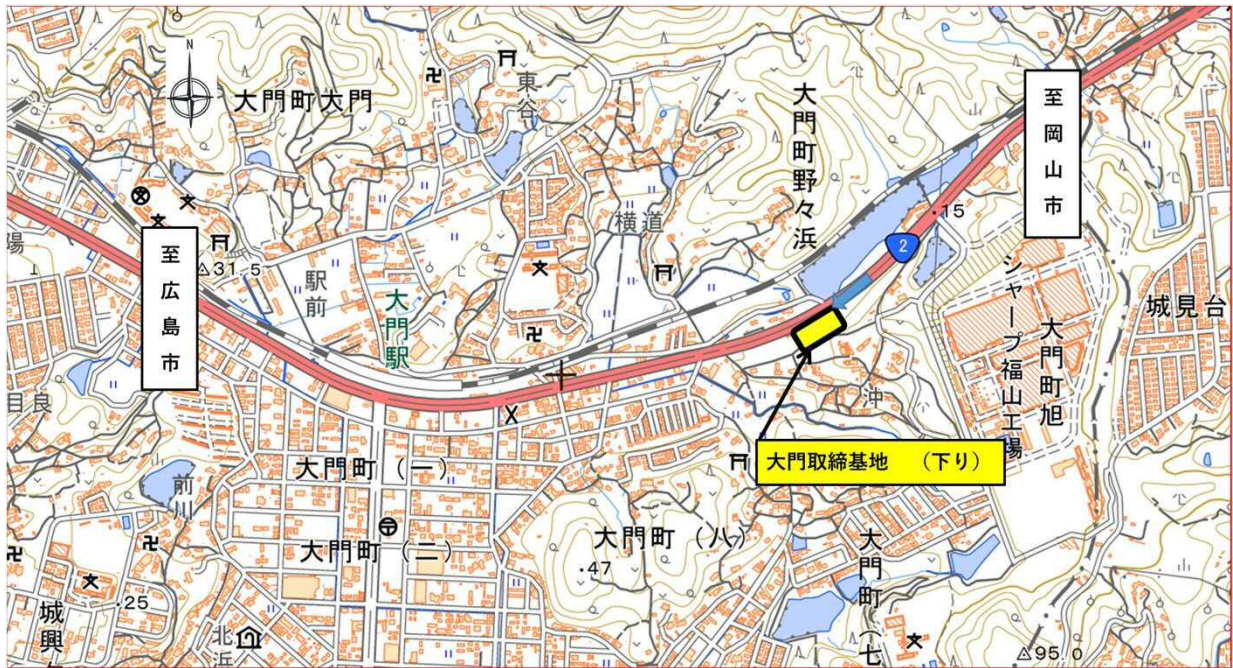 N
大門町大門
東谷
大門町野々浜
至岡山市
15
2
横道
陽
至広島市
31.5
駅前
大門駅
シャープ福山工場
大門町旭
城見台
目良
沖
大門取締基地 （下り）
大門町（一）
前川
大門町（二）
大門町（八）
47
大門町（七
25
城興
北浜
95.0